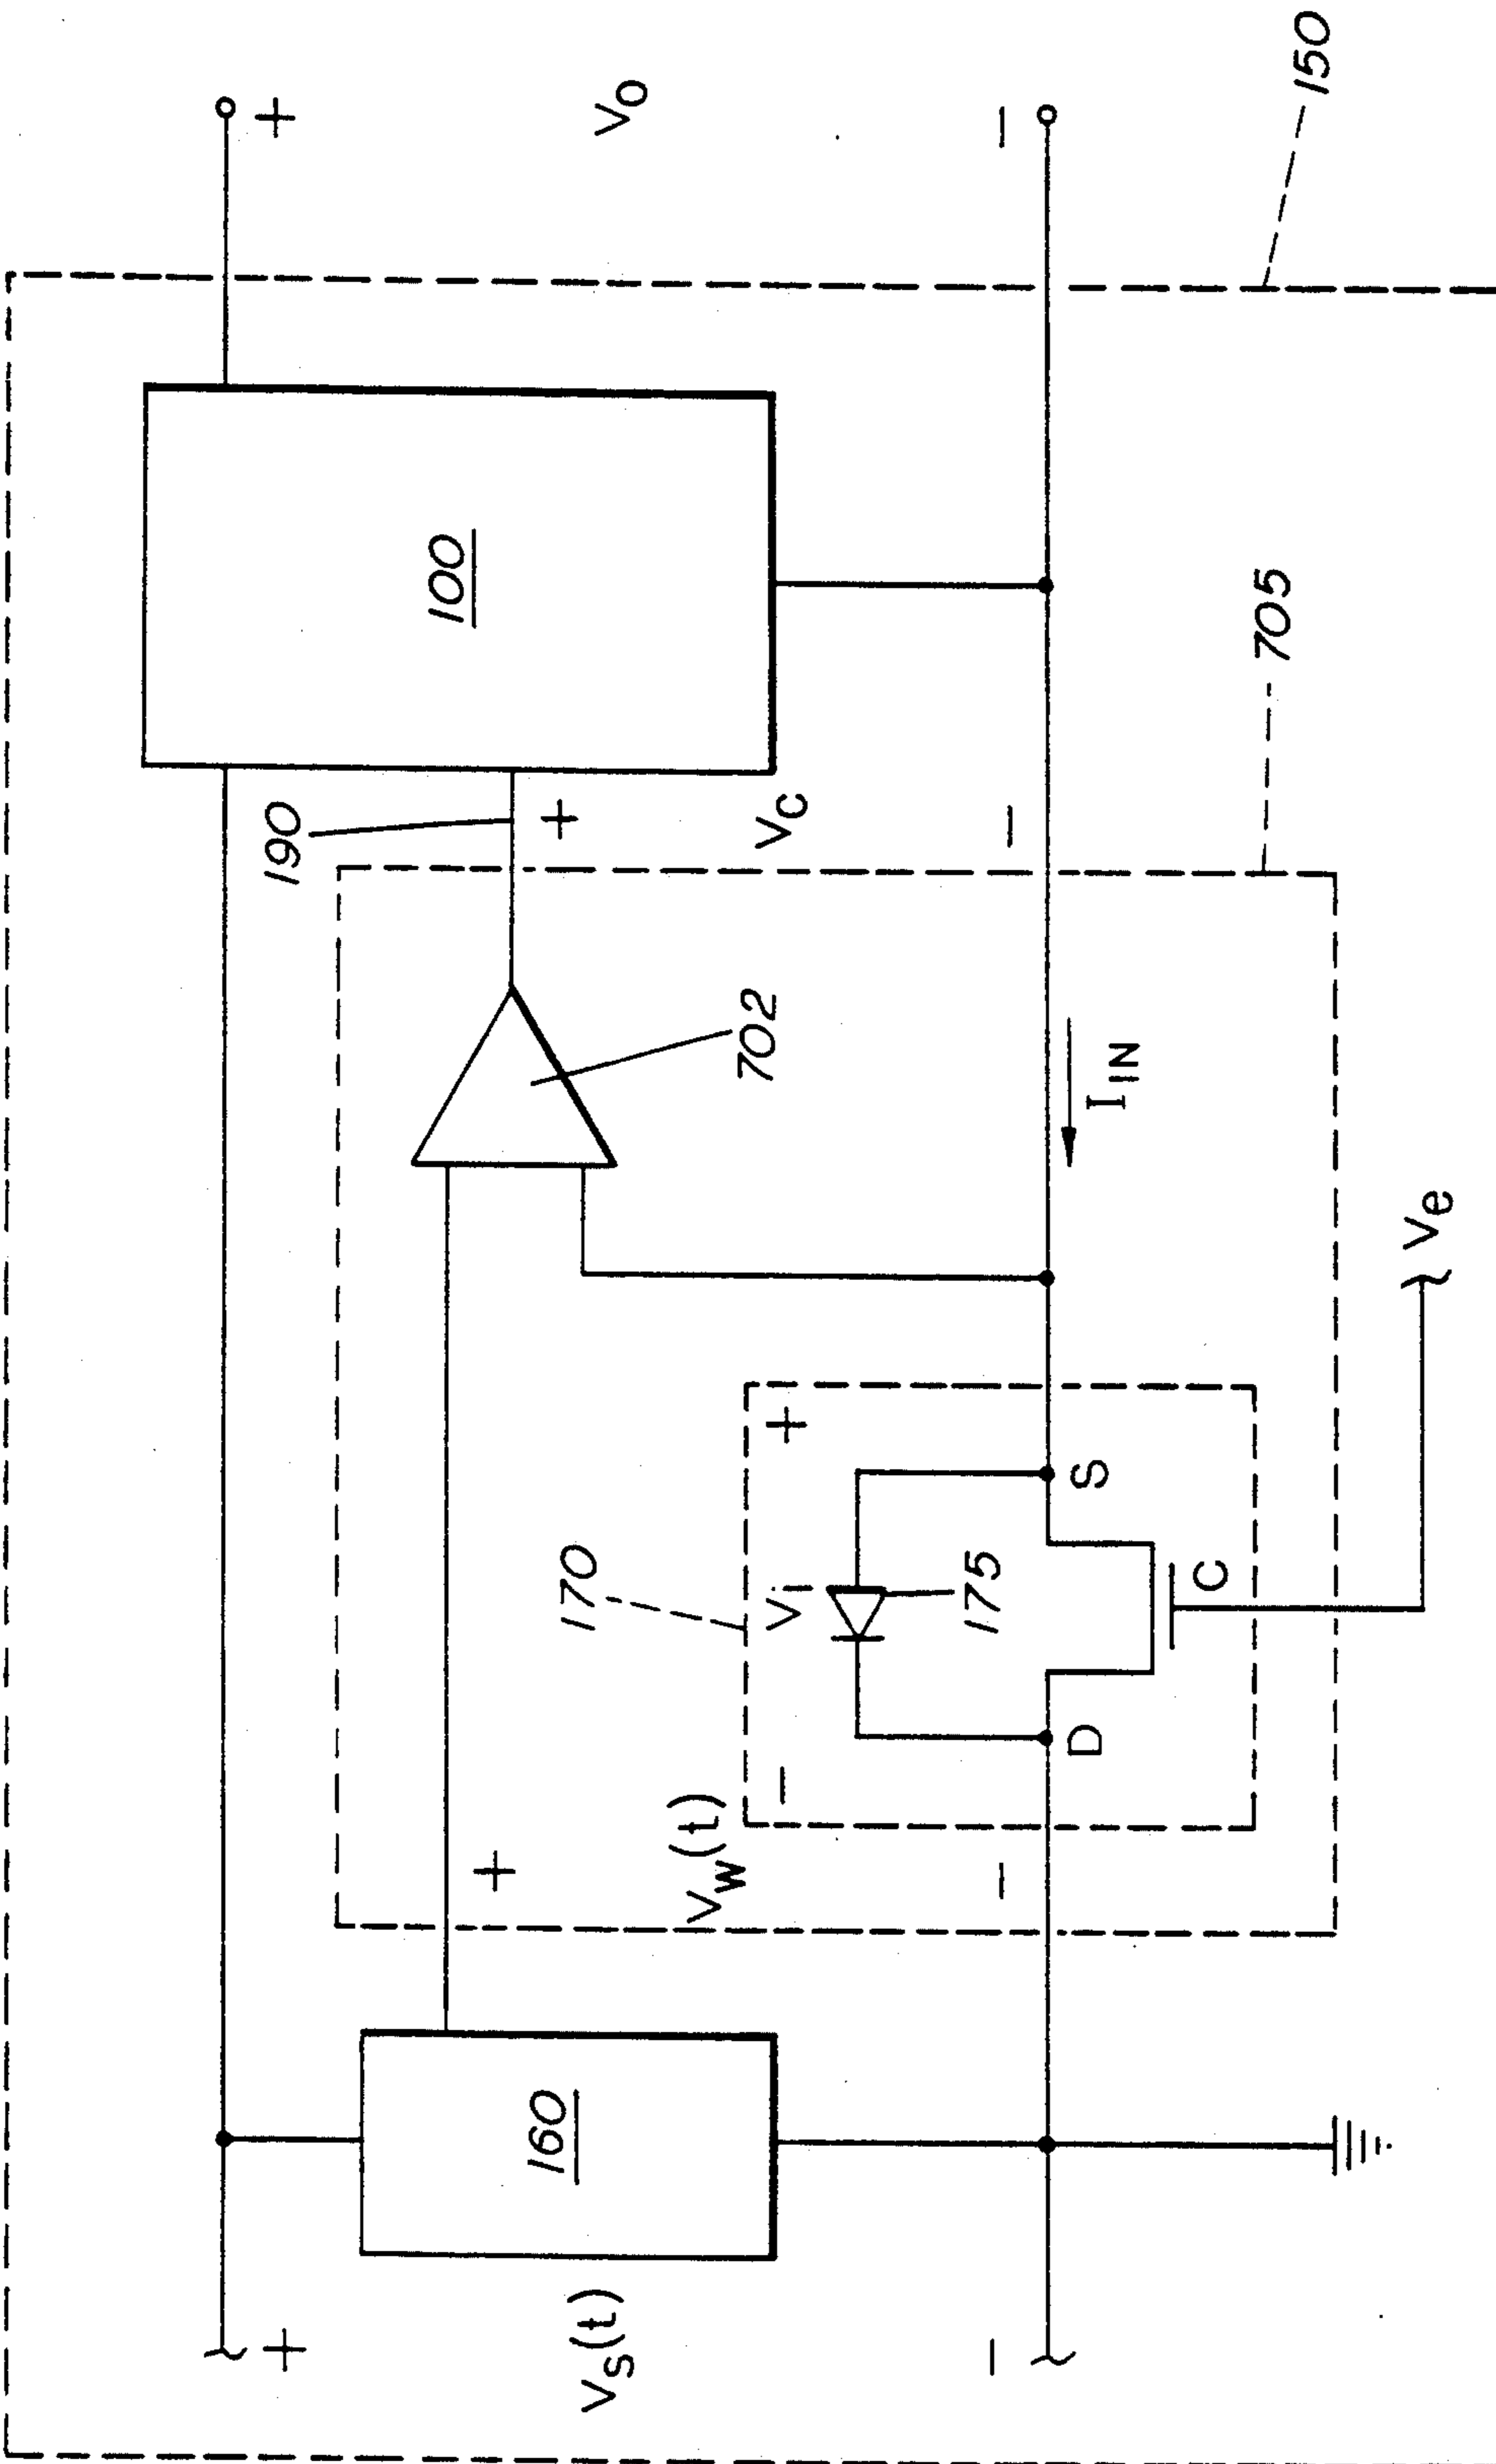 +
+
Vo
−
150
100
190
+
Vc
−
705
702
IIN
Ve
170
+
Vi
−
175
S
C
D
+
Vw(t)
−
160
+
Vs(t)
−